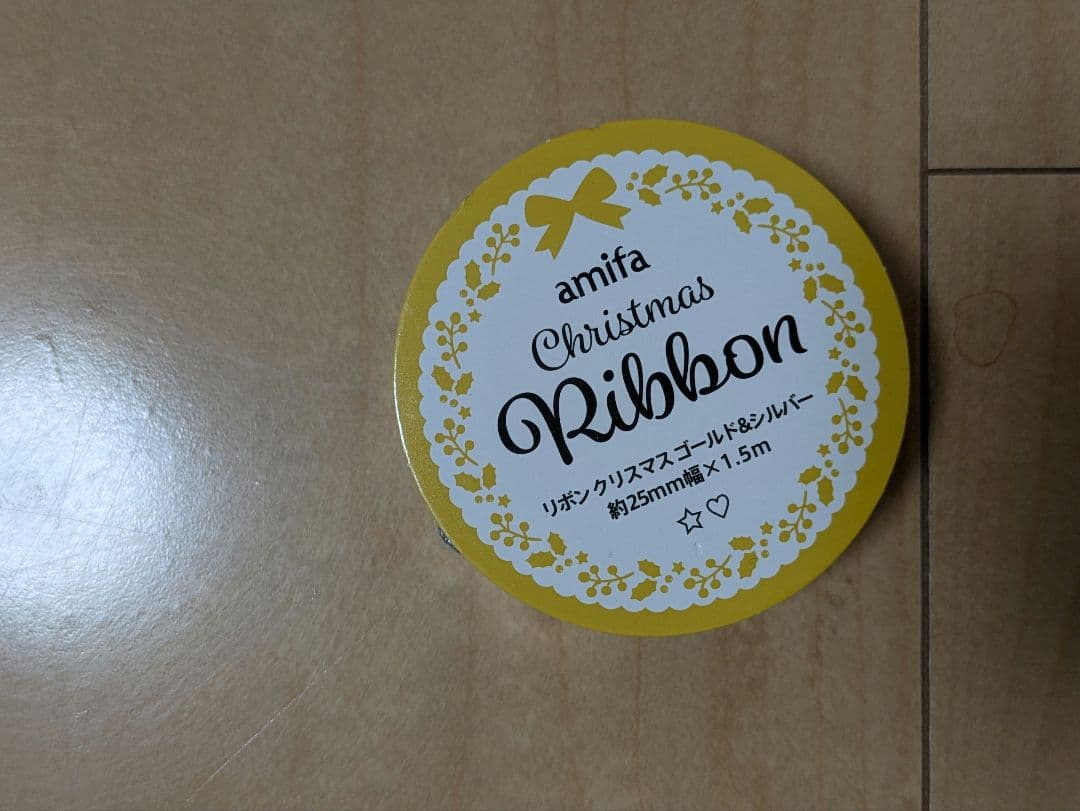 amifa
Christmas
Ribbon
リボン クリスマス ゴールド&シルバー
約25mm幅×1.5m
☆♡